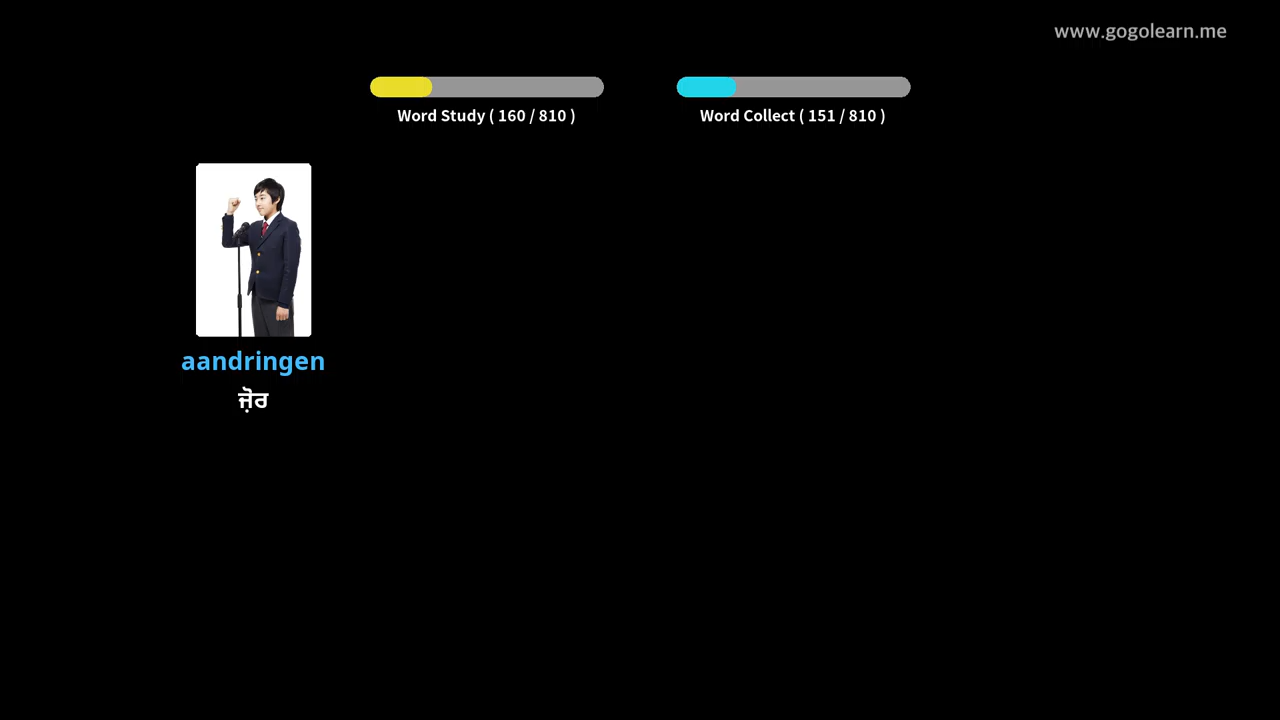 www.gogolearn.me
Word Study ( 160 / 810 )
Word Collect ( 151 / 810 )
aandringen
ਜ਼ੋਰ